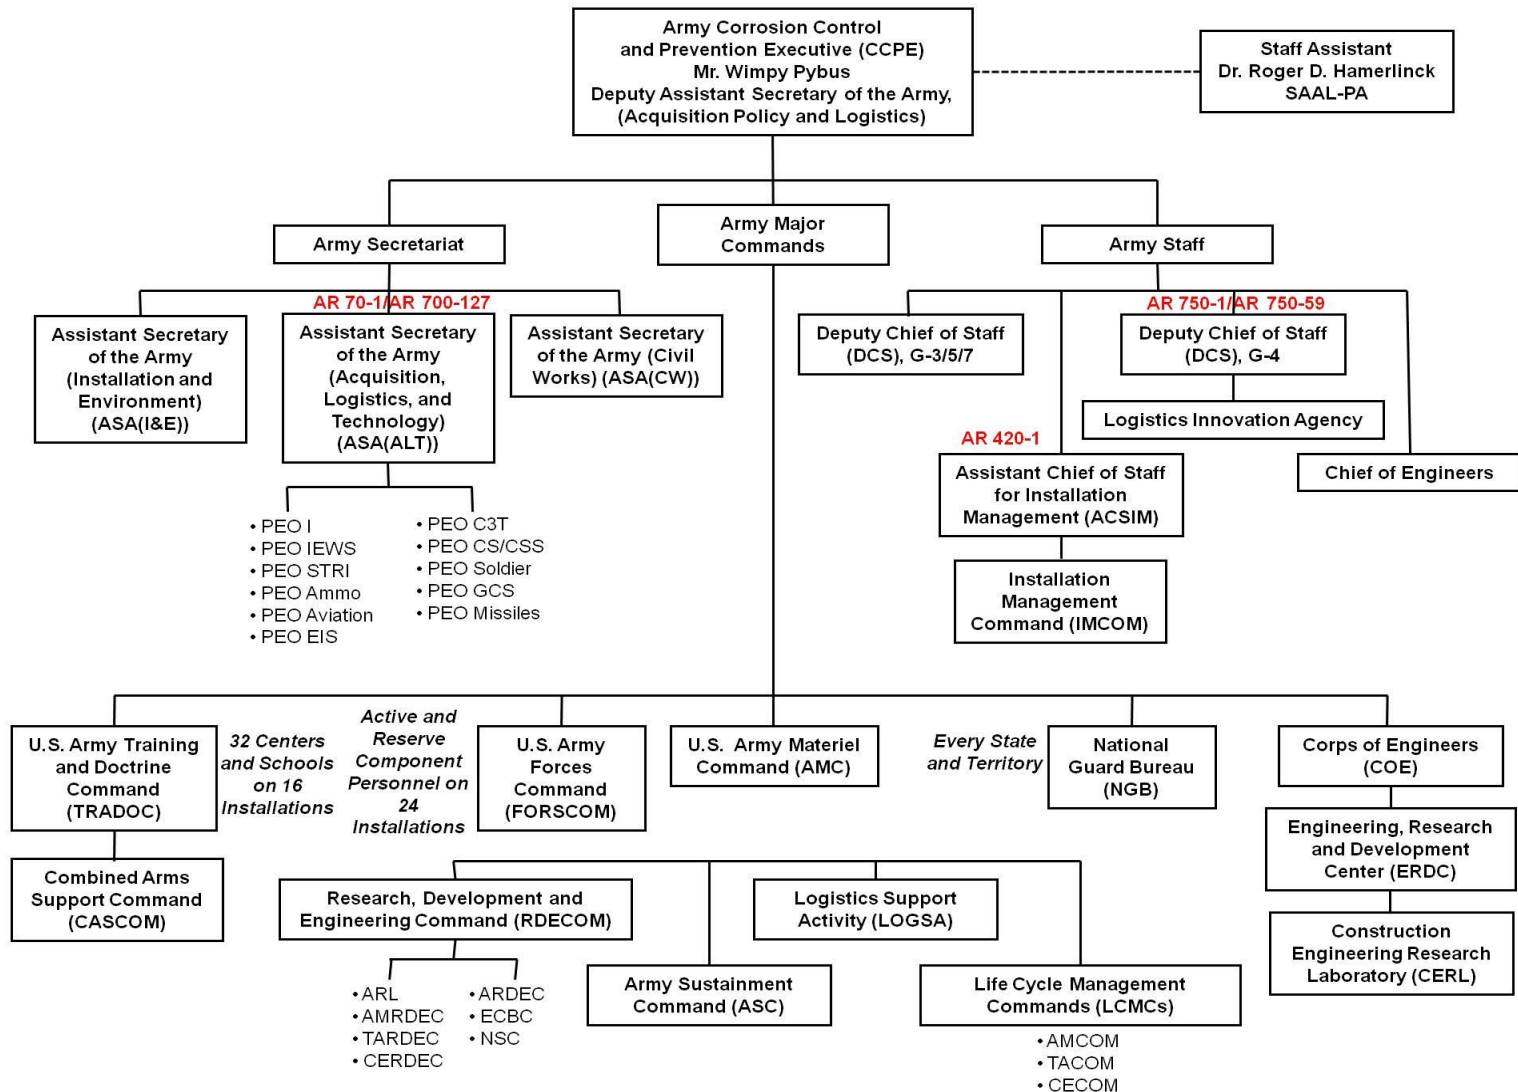 Army Corrosion Control
and Prevention Executive (CCPE)
Mr. Wimpy Pybus
Deputy Assistant Secretary of the Army,
(Acquisition Policy and Logistics)
Staff Assistant
Dr. Roger D. Hamerlinck
SAAL-PA
Army Secretariat
Army Major
Commands
Army Staff
Assistant Secretary
of the Army
(Installation and
Environment)
(ASA(I&E))
AR 70-1/AR 700-127
Assistant Secretary
of the Army
(Acquisition,
Logistics, and
Technology)
(ASA(ALT))
Assistant Secretary
of the Army (Civil
Works) (ASA(CW))
Deputy Chief of Staff
(DCS), G-3/5/7
AR 750-1/AR 750-59
Deputy Chief of Staff
(DCS), G-4
Logistics Innovation Agency
AR 420-1
Assistant Chief of Staff
for Installation
Management (ACSIM)
Chief of Engineers
Installation
Management
Command (IMCOM)
• PEO I
• PEO IEWS
• PEO STRI
• PEO Ammo
• PEO Aviation
• PEO EIS
• PEO C3T
• PEO CS/CSS
• PEO Soldier
• PEO GCS
• PEO Missiles
U.S. Army Training
and Doctrine
Command
(TRADOC)
32 Centers
and Schools
on 16
Installations
Active and
Reserve
Component
Personnel on
24
Installations
U.S. Army
Forces
Command
(FORSCOM)
U.S. Army Materiel
Command (AMC)
Every State
and Territory
National
Guard Bureau
(NGB)
Corps of Engineers
(COE)
Combined Arms
Support Command
(CASCOM)
Engineering, Research
and Development
Center (ERDC)
Construction
Engineering Research
Laboratory (CERL)
Research, Development and
Engineering Command (RDECOM)
Logistics Support
Activity (LOGSA)
Army Sustainment
Command (ASC)
Life Cycle Management
Commands (LCMCs)
• ARL
• AMRDEC
• TARDEC
• CERDEC
• ARDEC
• ECBC
• NSC
• AMCOM
• TACOM
• CECOM